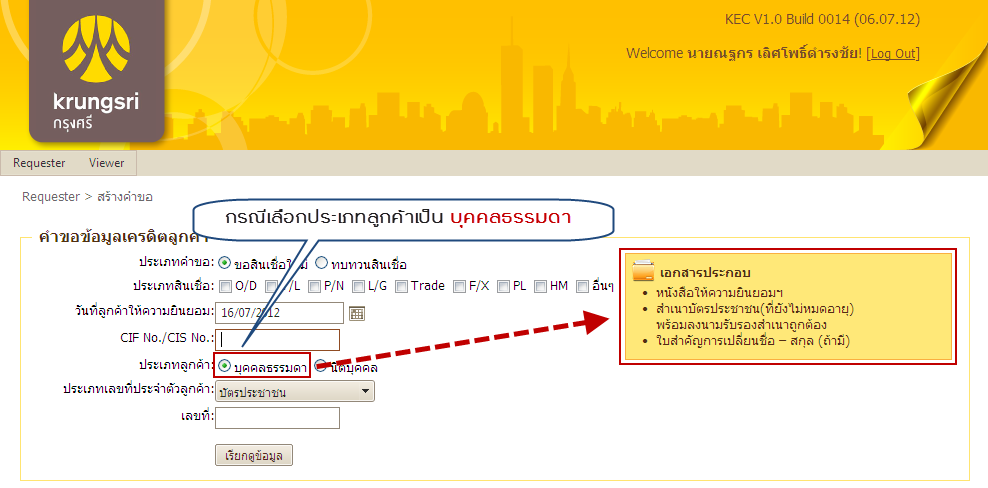 KEC V1.0 Build 0014 (06.07.12)
Welcome นายณฐกร เลิศโพธิ์ดำรงชัย! [Log Out]
krungsri
กรุงศรี
Requester Viewer
Requester > สร้างคำขอ
กรณีเลือกประเภทลูกค้าเป็น บุคคลธรรมดา
คำขอข้อมูลเครดิตลูกค้า
ประเภทคำขอ: ขอสินเชื่อใหม่ ทบทวนสินเชื่อ
ประเภทสินเชื่อ: O/D /L P/N L/G Trade F/X PL HM อื่นๆ
วันที่ลูกค้าให้ความยินยอม: 16/07/2012
CIF No./CIS No.:
ประเภทลูกค้า: บุคคลธรรมดา นิติบุคคล
ประเภทเลขที่ประจำตัวลูกค้า: บัตรประชาชน
เลขที่:
เรียกดูข้อมูล
เอกสารประกอบ
• หนังสือให้ความยินยอมฯ
• สำเนาบัตรประชาชน(ที่ยังไม่หมดอายุ)
พร้อมลงนามรับรองสำเนาถูกต้อง
• ใบสำคัญการเปลี่ยนชื่อ – สกุล (ถ้ามี)